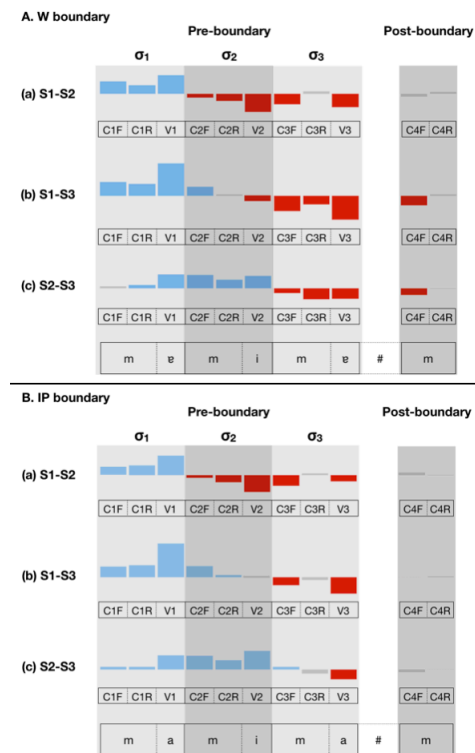 A. W boundary
Pre-boundary Post-boundary
σ₁ σ₂ σ₃
(a) S1-S2
C1F C1R V1 C2F C2R V2 C3F C3R V3 C4F C4R
(b) S1-S3
C1F C1R V1 C2F C2R V2 C3F C3R V3 C4F C4R
(c) S2-S3
C1F C1R V1 C2F C2R V2 C3F C3R V3 C4F C4R
m ɐ m i m ɐ # m
B. IP boundary
Pre-boundary Post-boundary
σ₁ σ₂ σ₃
(a) S1-S2
C1F C1R V1 C2F C2R V2 C3F C3R V3 C4F C4R
(b) S1-S3
C1F C1R V1 C2F C2R V2 C3F C3R V3 C4F C4R
(c) S2-S3
C1F C1R V1 C2F C2R V2 C3F C3R V3 C4F C4R
m a m i m a # m